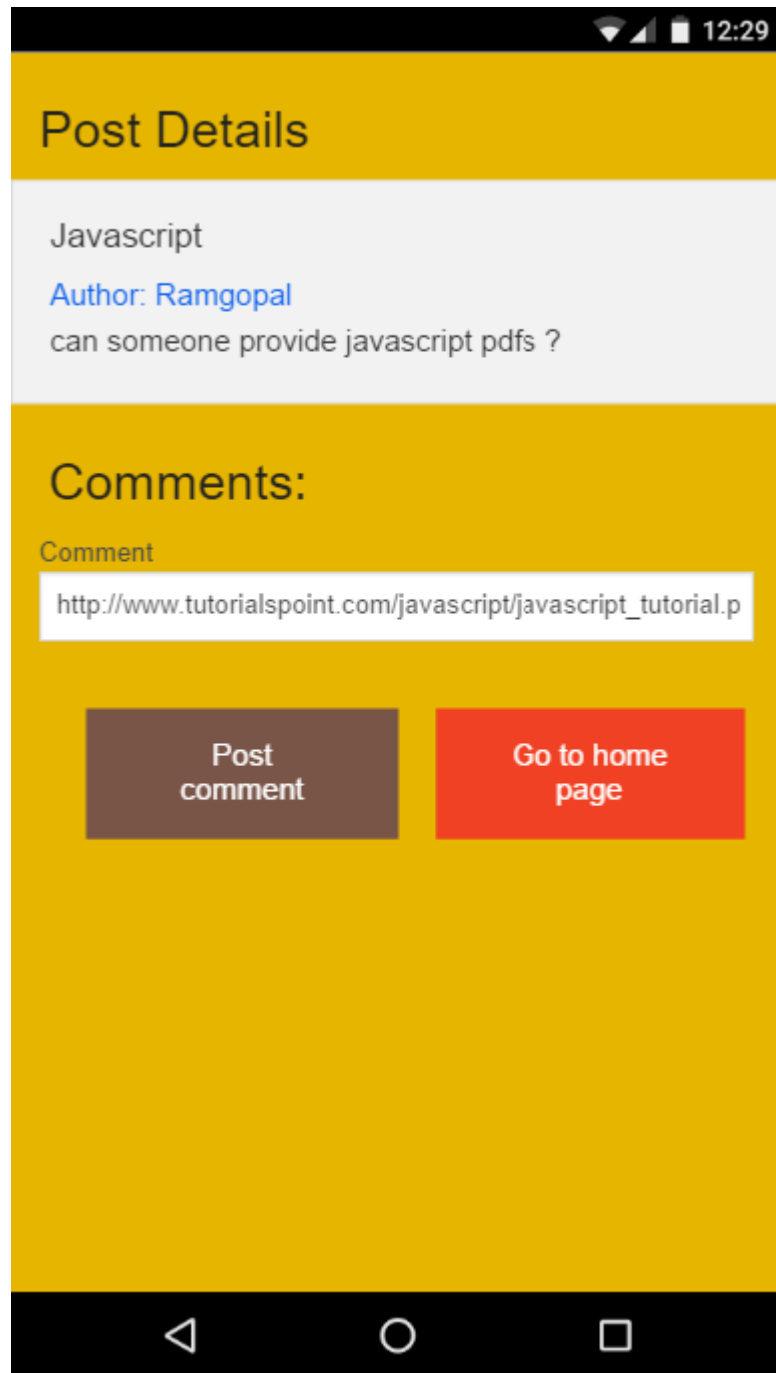 12:29
Post Details
Javascript
Author: Ramgopal
can someone provide javascript pdfs ?
Comments:
Comment
http://www.tutorialspoint.com/javascript/javascript_tutorial.p
Post
comment
Go to home
page